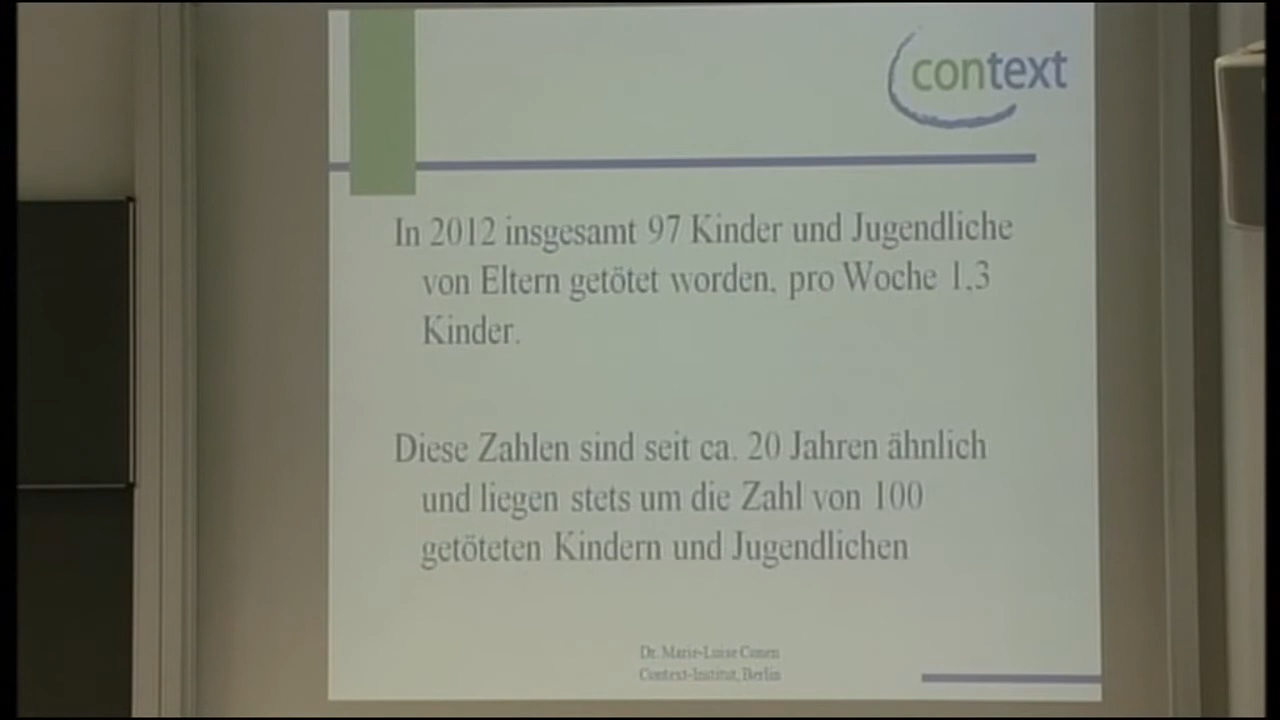 context
In 2012 insgesamt 97 Kinder und Jugendliche
von Eltern getötet worden, pro Woche 1,3
Kinder.
Diese Zahlen sind seit ca. 20 Jahren ähnlich
und liegen stets um die Zahl von 100
getöteten Kindern und Jugendlichen
Dr. Marie-Luise Conen
Context-Institut, Berlin